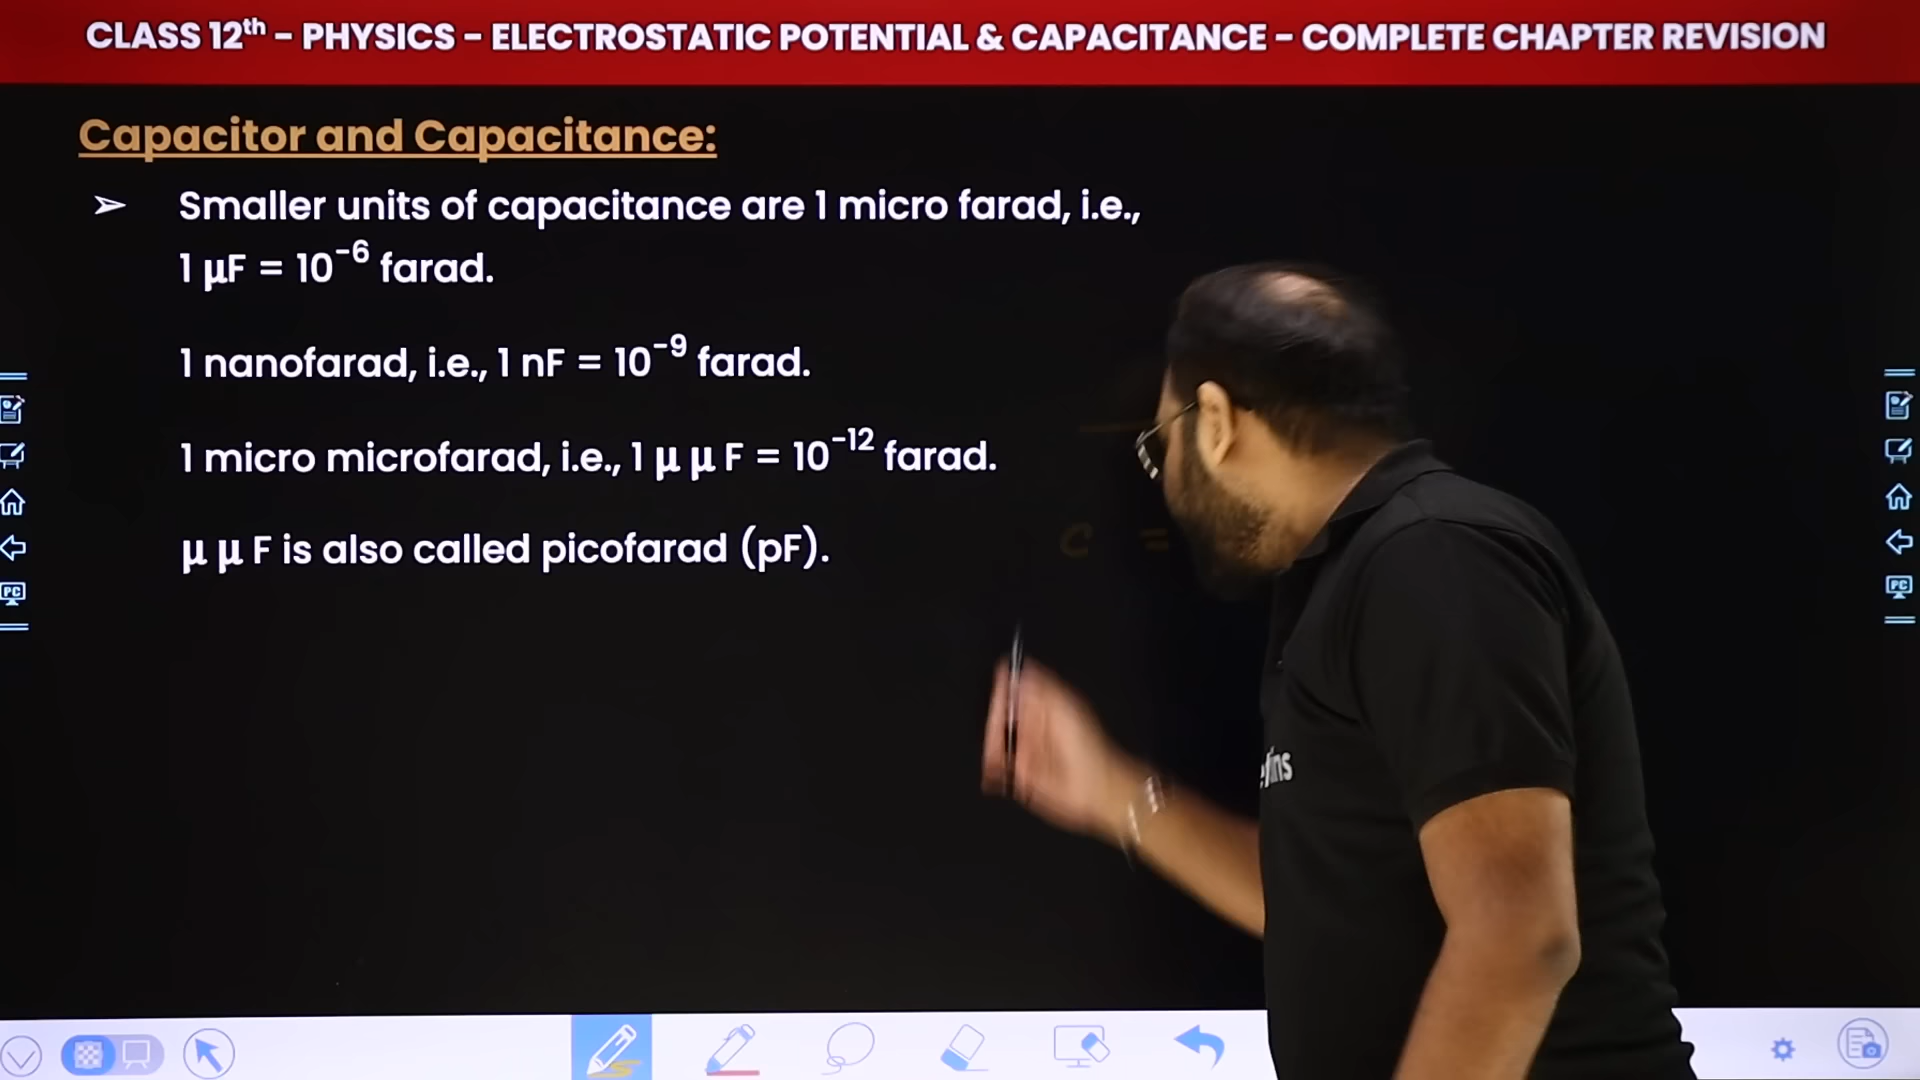 CLASS 12th - PHYSICS - ELECTROSTATIC POTENTIAL & CAPACITANCE - COMPLETE CHAPTER REVISION
Capacitor and Capacitance:
➢ Smaller units of capacitance are 1 micro farad, i.e.,
1 μF = 10⁻⁶ farad.
1 nanofarad, i.e., 1 nF = 10⁻⁹ farad.
1 micro microfarad, i.e., 1 μ μ F = 10⁻¹² farad.
μ μ F is also called picofarad (pF).
C =
PC
PC